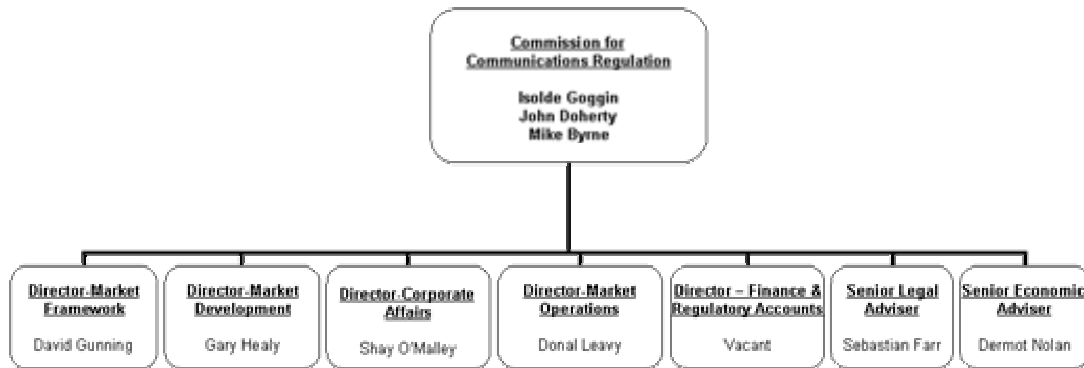 Commission for
Communications Regulation
Isolde Goggin
John Doherty
Mike Byrne
Director-Market
Framework
David Gunning
Director-Market
Development
Gary Healy
Director-Corporate
Affairs
Shay O'Malley
Director-Market
Operations
Donal Leavy
Director – Finance &
Regulatory Accounts
Vacant
Senior Legal
Adviser
Sebastian Farr
Senior Economic
Adviser
Dermot Nolan